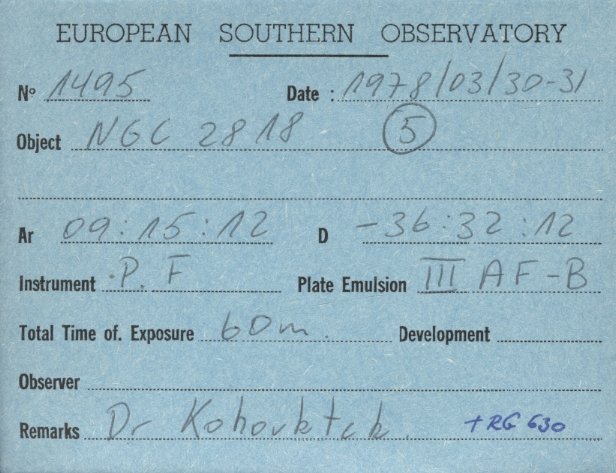 EUROPEAN SOUTHERN OBSERVATORY
Nº 1495 Date : 1978/03/30-31
Object NGC 2818 5
Ar 09:15:12 D -36:32:12
Instrument P.F Plate Emulsion III AF-B
Total Time of. Exposure 60m. Development
Observer
Remarks Dr +RG 630